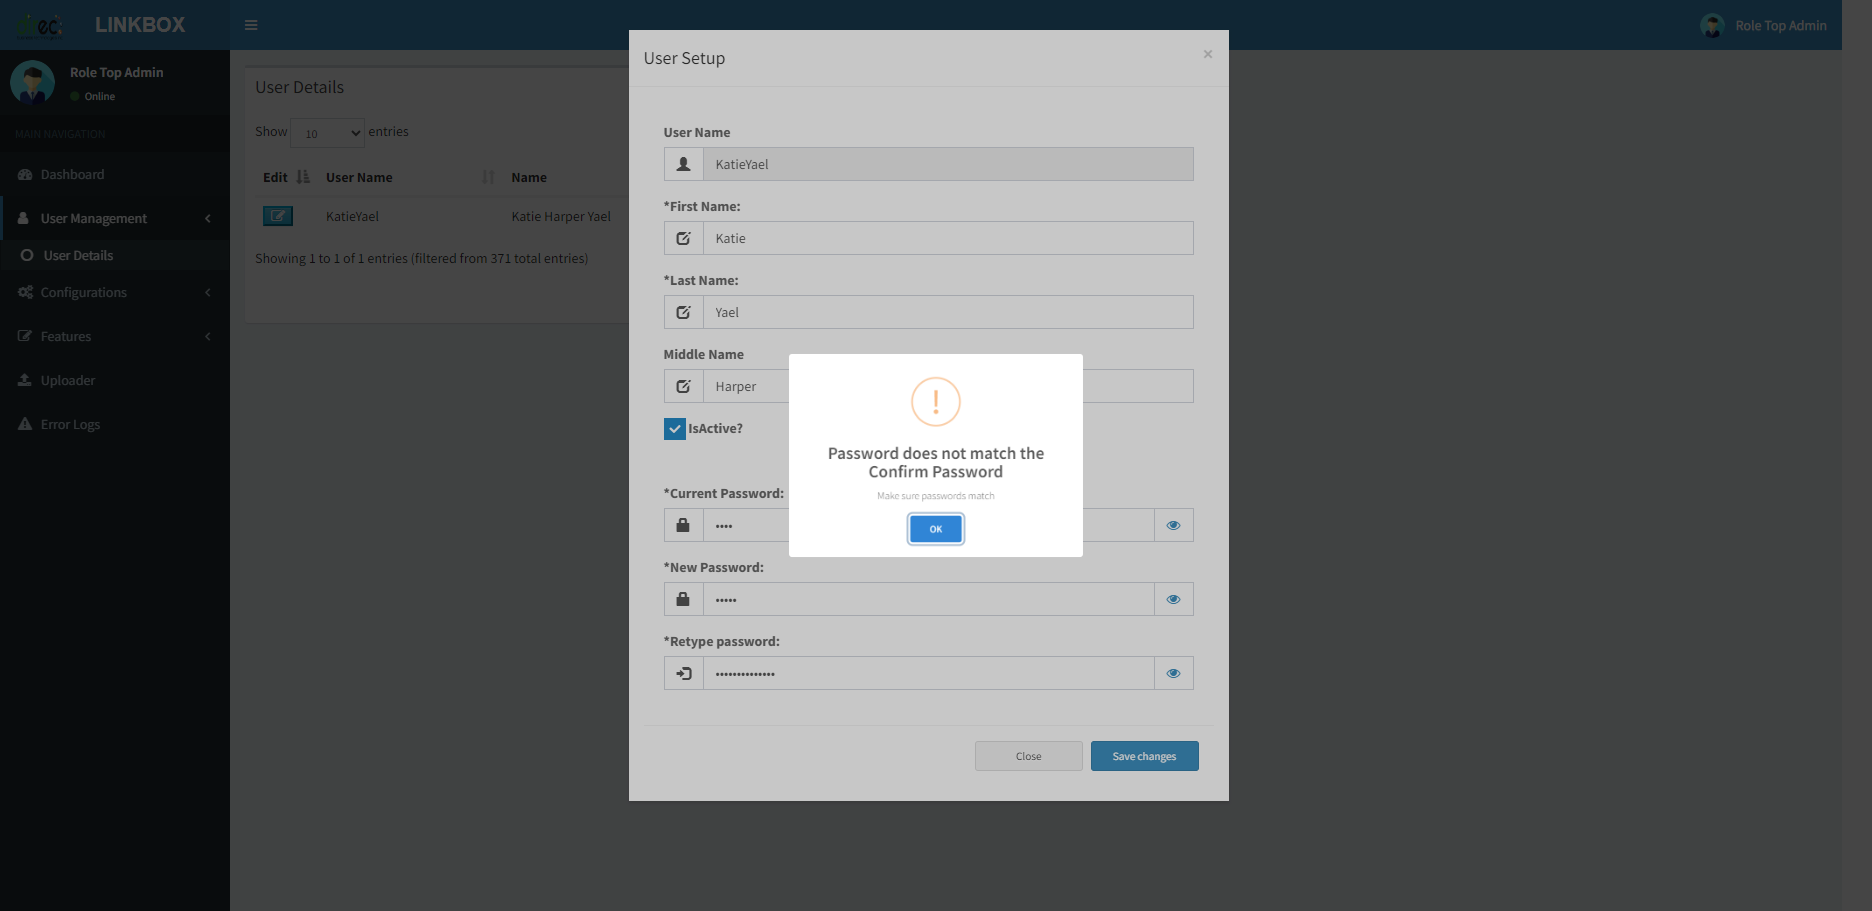 LINKBOX
Role Top Admin
Role Top Admin
Online
MAIN NAVIGATION
Dashboard
User Management
User Details
Configurations
Features
Uploader
Error Logs
User Details
Show 10 entries
Edit User Name Name
KatieYael Katie Harper Yael
Showing 1 to 1 of 1 entries (filtered from 371 total entries)
User Setup
×
User Name
KatieYael
*First Name:
Katie
*Last Name:
Yael
Middle Name
Harper
IsActive?
*Current Password:
••••
*New Password:
•••••
*Retype password:
••••••••••••••
Close Save changes
!
Password does not match the
Confirm Password
Make sure passwords match
OK